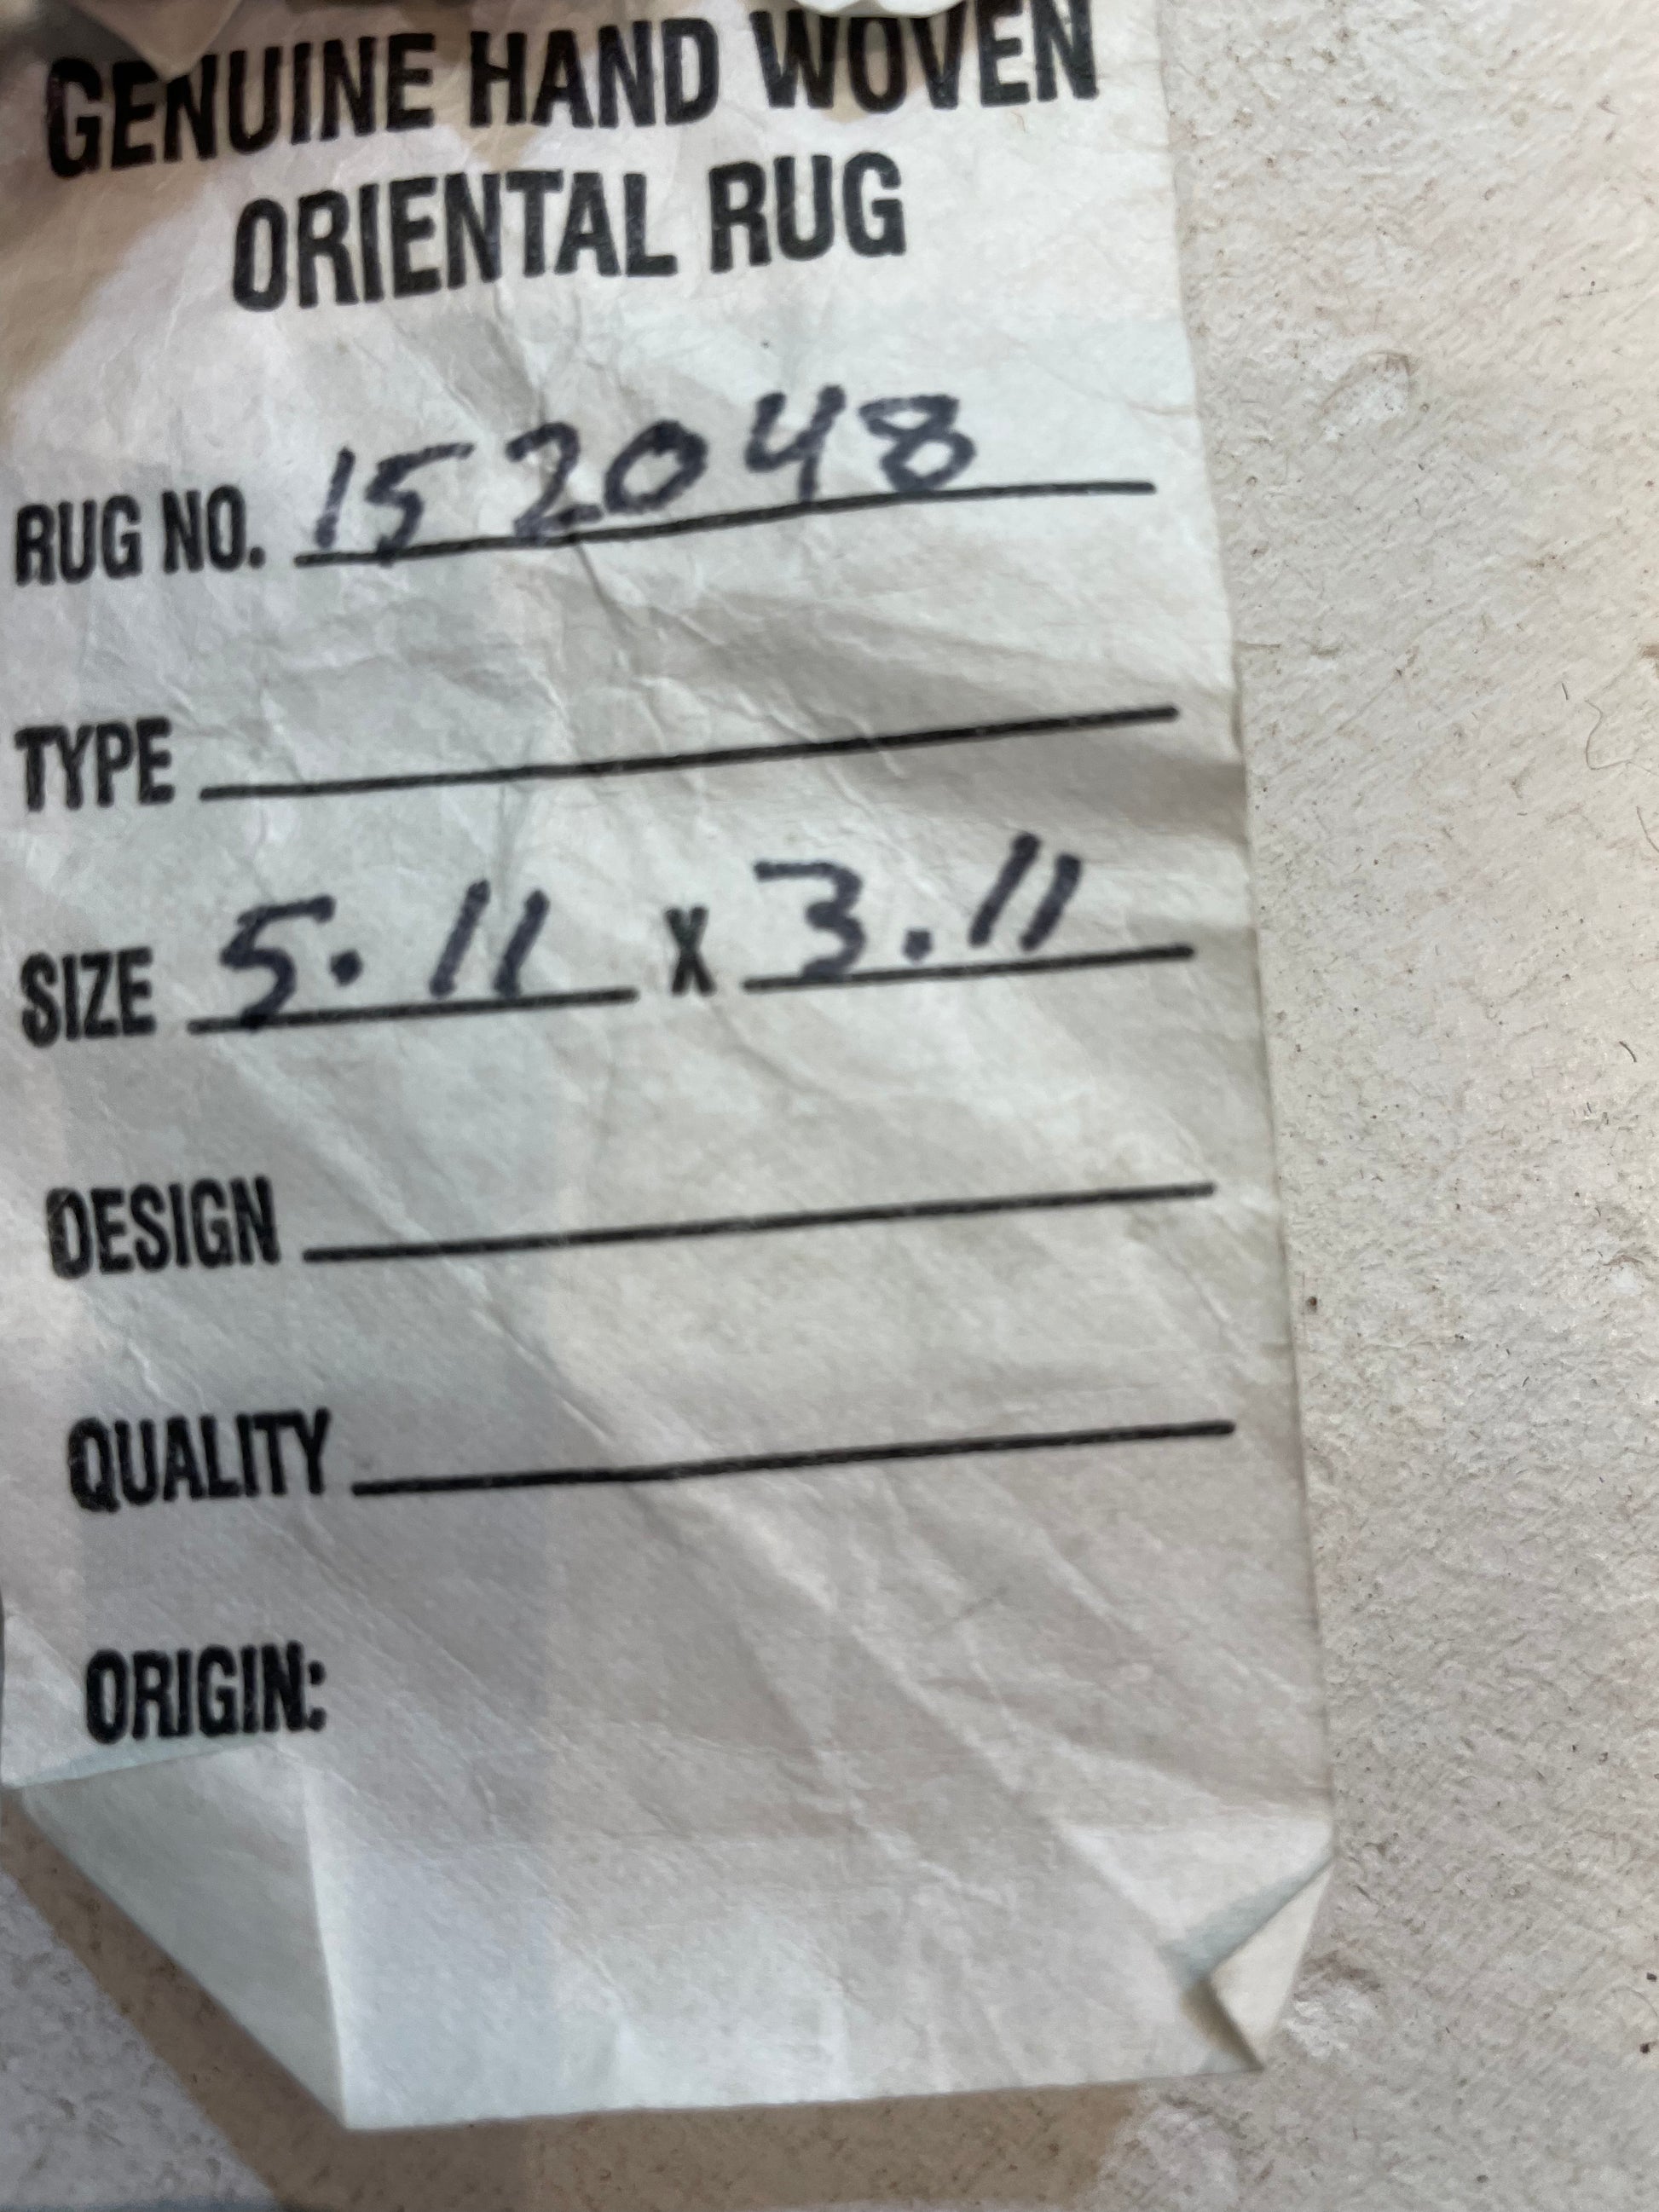 GENUINE HAND WOVEN
ORIENTAL RUG
RUG NO. 152048
TYPE
SIZE 5.11 X 3.11
DESIGN
QUALITY
ORIGIN: